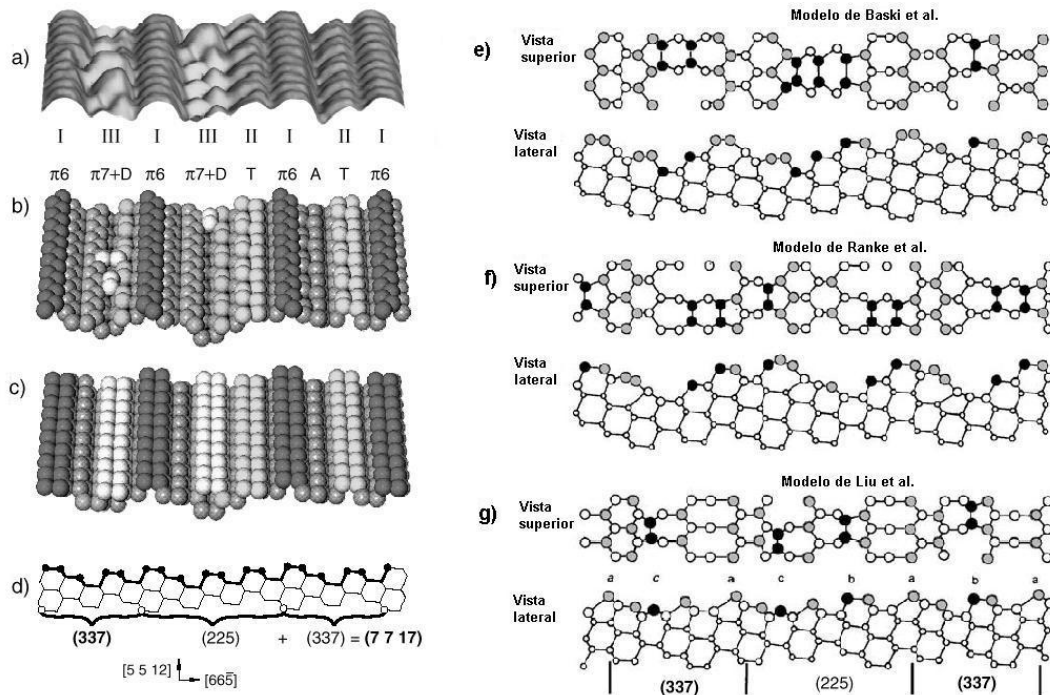 a)
I III I III II I II I
π6 π7+D π6 π7+D T π6 A T π6
b)
c)
d)
(337) (225) + (337) = (7 7 17)
[5 5 12]
[665̅]
Modelo de Baski et al.
e)
Vista
superior
Vista
lateral
Modelo de Ranke et al.
f)
Vista
superior
Vista
lateral
Modelo de Liu et al.
g)
Vista
superior
a c a c b a b a
Vista
lateral
(337) (225) (337)